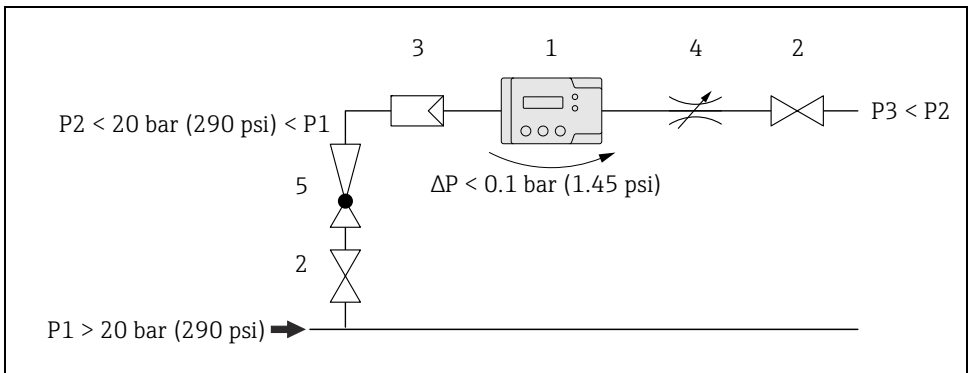 3 1 4 2
P2 < 20 bar (290 psi) < P1
P3 < P2
5
ΔP < 0.1 bar (1.45 psi)
2
P1 > 20 bar (290 psi)